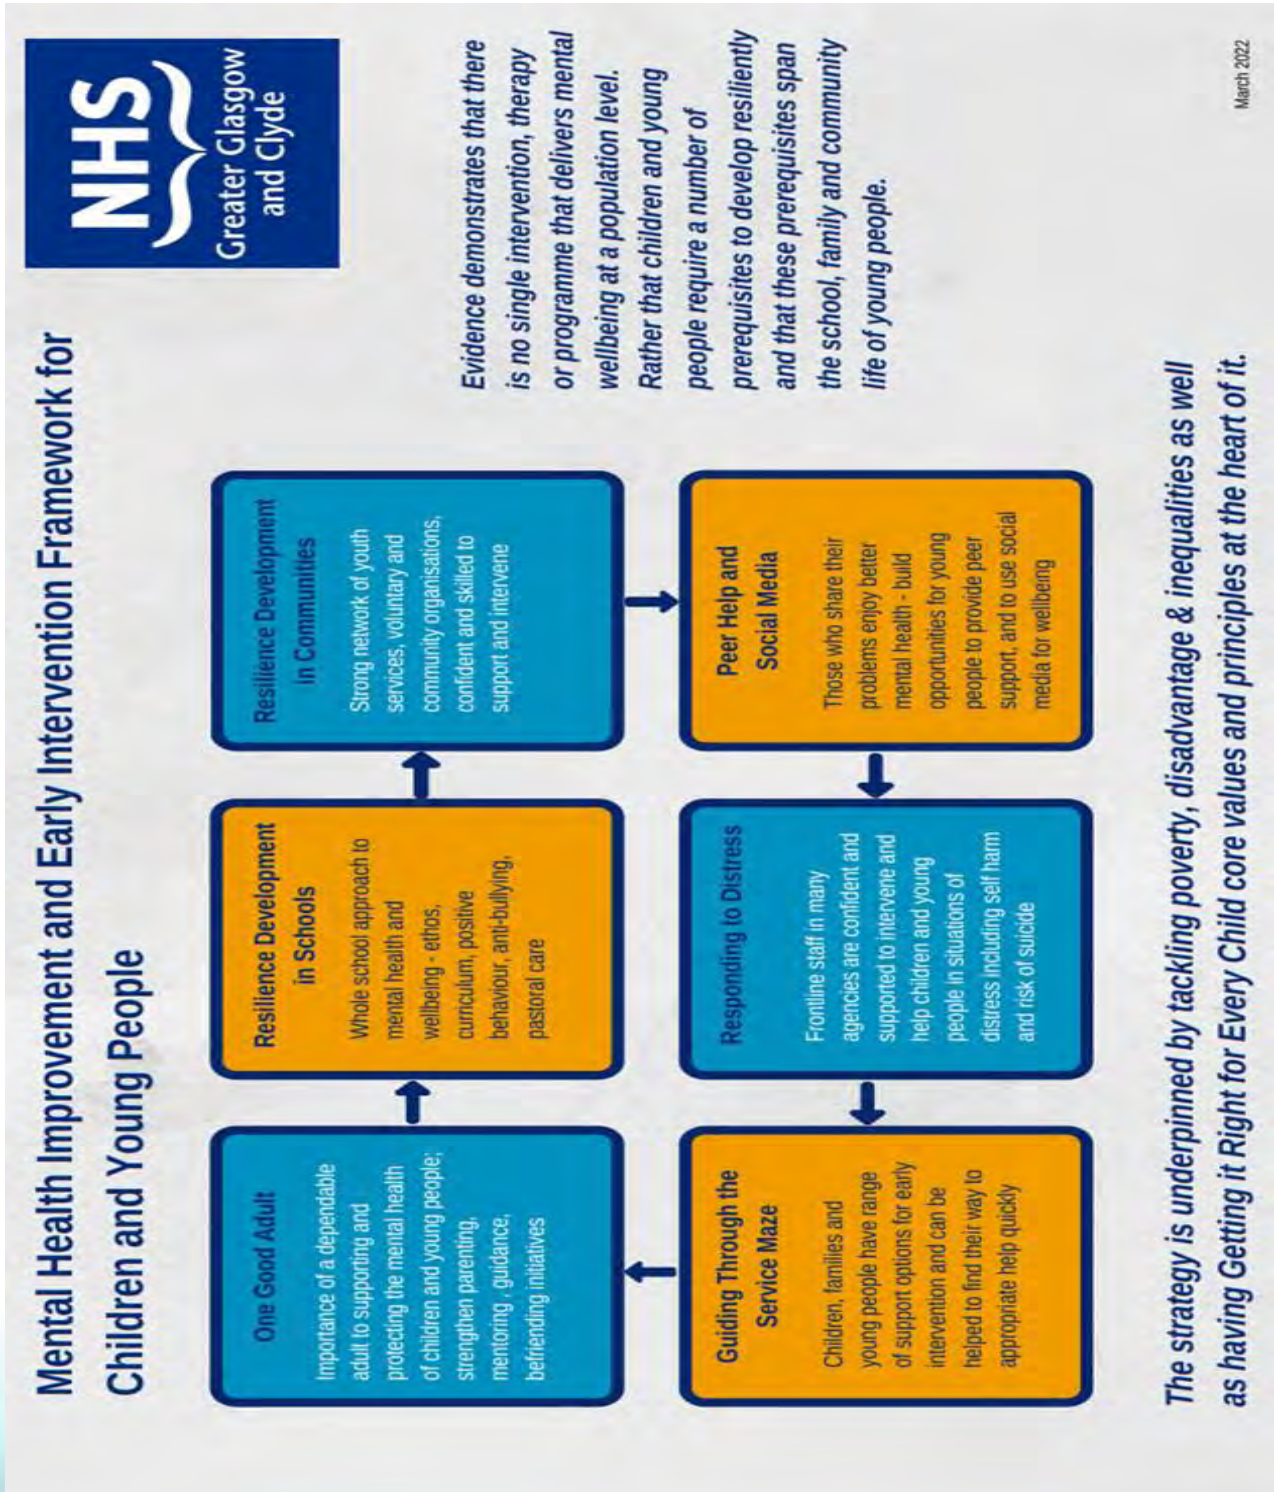 Mental Health Improvement and Early Intervention Framework for
Children and Young People
NHS
Greater Glasgow
and Clyde
One Good Adult
Importance of a dependable
adult to supporting and
protecting the mental health
of children and young people;
strengthen parenting,
mentoring , guidance,
befriending initiatives
Resilience Development
in Schools
Whole school approach to
mental health and
wellbeing - ethos,
curriculum, positive
behaviour, anti-bullying,
pastoral care
Resilience Development
in Communities
Strong network of youth
services, voluntary and
community organisations,
confident and skilled to
support and intervene
Peer Help and
Social Media
Those who share their
problems enjoy better
mental health - build
opportunities for young
people to provide peer
support, and to use social
media for wellbeing
Responding to Distress
Frontline staff in many
agencies are confident and
supported to intervene and
help children and young
people in situations of
distress including self harm
and risk of suicide
Guiding Through the
Service Maze
Children, families and
young people have range
of support options for early
intervention and can be
helped to find their way to
appropriate help quickly
Evidence demonstrates that there
is no single intervention, therapy
or programme that delivers mental
wellbeing at a population level.
Rather that children and young
people require a number of
prerequisites to develop resiliently
and that these prerequisites span
the school, family and community
life of young people.
The strategy is underpinned by tackling poverty, disadvantage & inequalities as well
as having Getting it Right for Every Child core values and principles at the heart of it.
March 2022